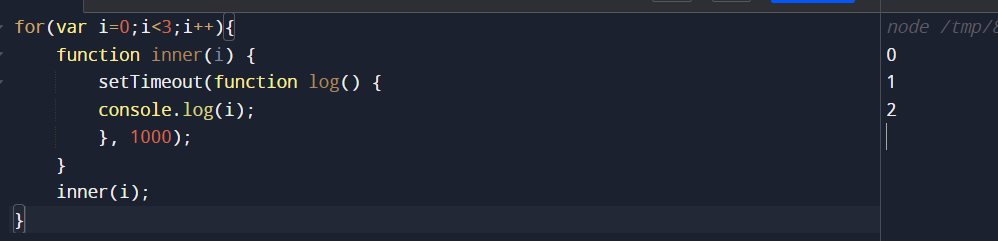 for(var i=0;i<3;i++){
    function inner(i) {
        setTimeout(function log() {
        console.log(i);
        }, 1000);
    }
    inner(i);
}
node /tmp/
0
1
2